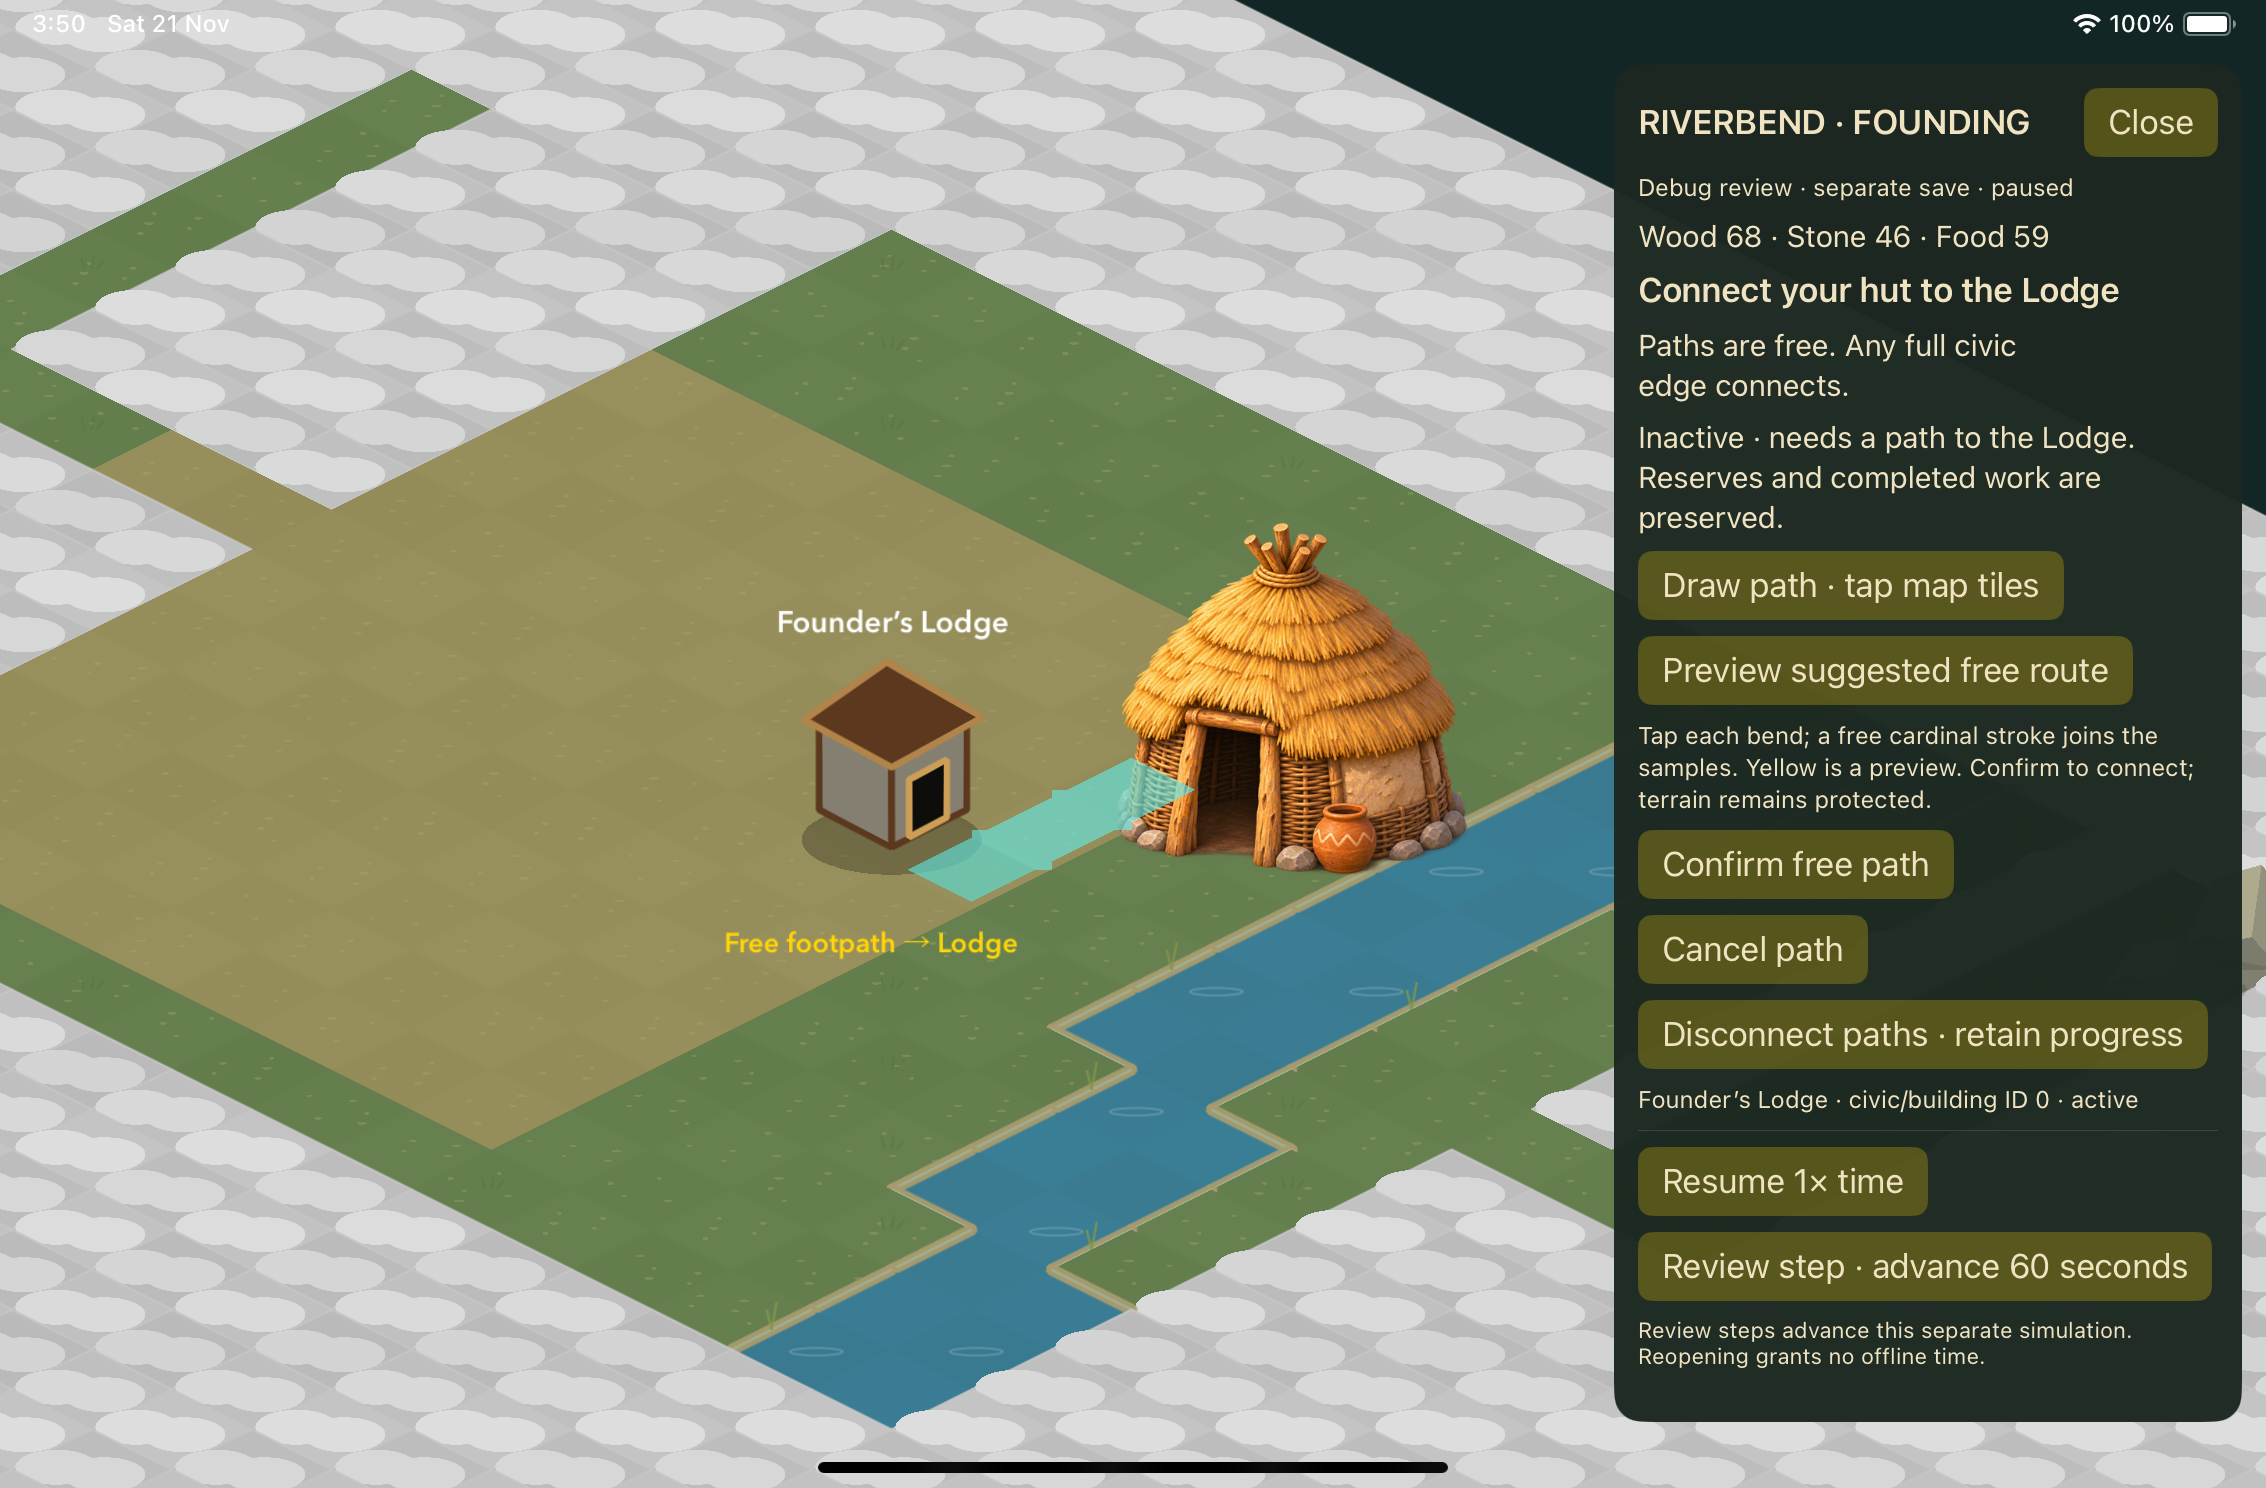 3:50 Sat 21 Nov
100%
RIVERBEND · FOUNDING
Close
Debug review · separate save · paused
Wood 68 · Stone 46 · Food 59
Connect your hut to the Lodge
Paths are free. Any full civic
edge connects.
Inactive · needs a path to the Lodge.
Reserves and completed work are
preserved.
Draw path · tap map tiles
Preview suggested free route
Tap each bend; a free cardinal stroke joins the
samples. Yellow is a preview. Confirm to connect;
terrain remains protected.
Confirm free path
Cancel path
Disconnect paths · retain progress
Founder’s Lodge · civic/building ID 0 · active
Resume 1× time
Review step · advance 60 seconds
Review steps advance this separate simulation.
Reopening grants no offline time.
Founder’s Lodge
Free footpath → Lodge